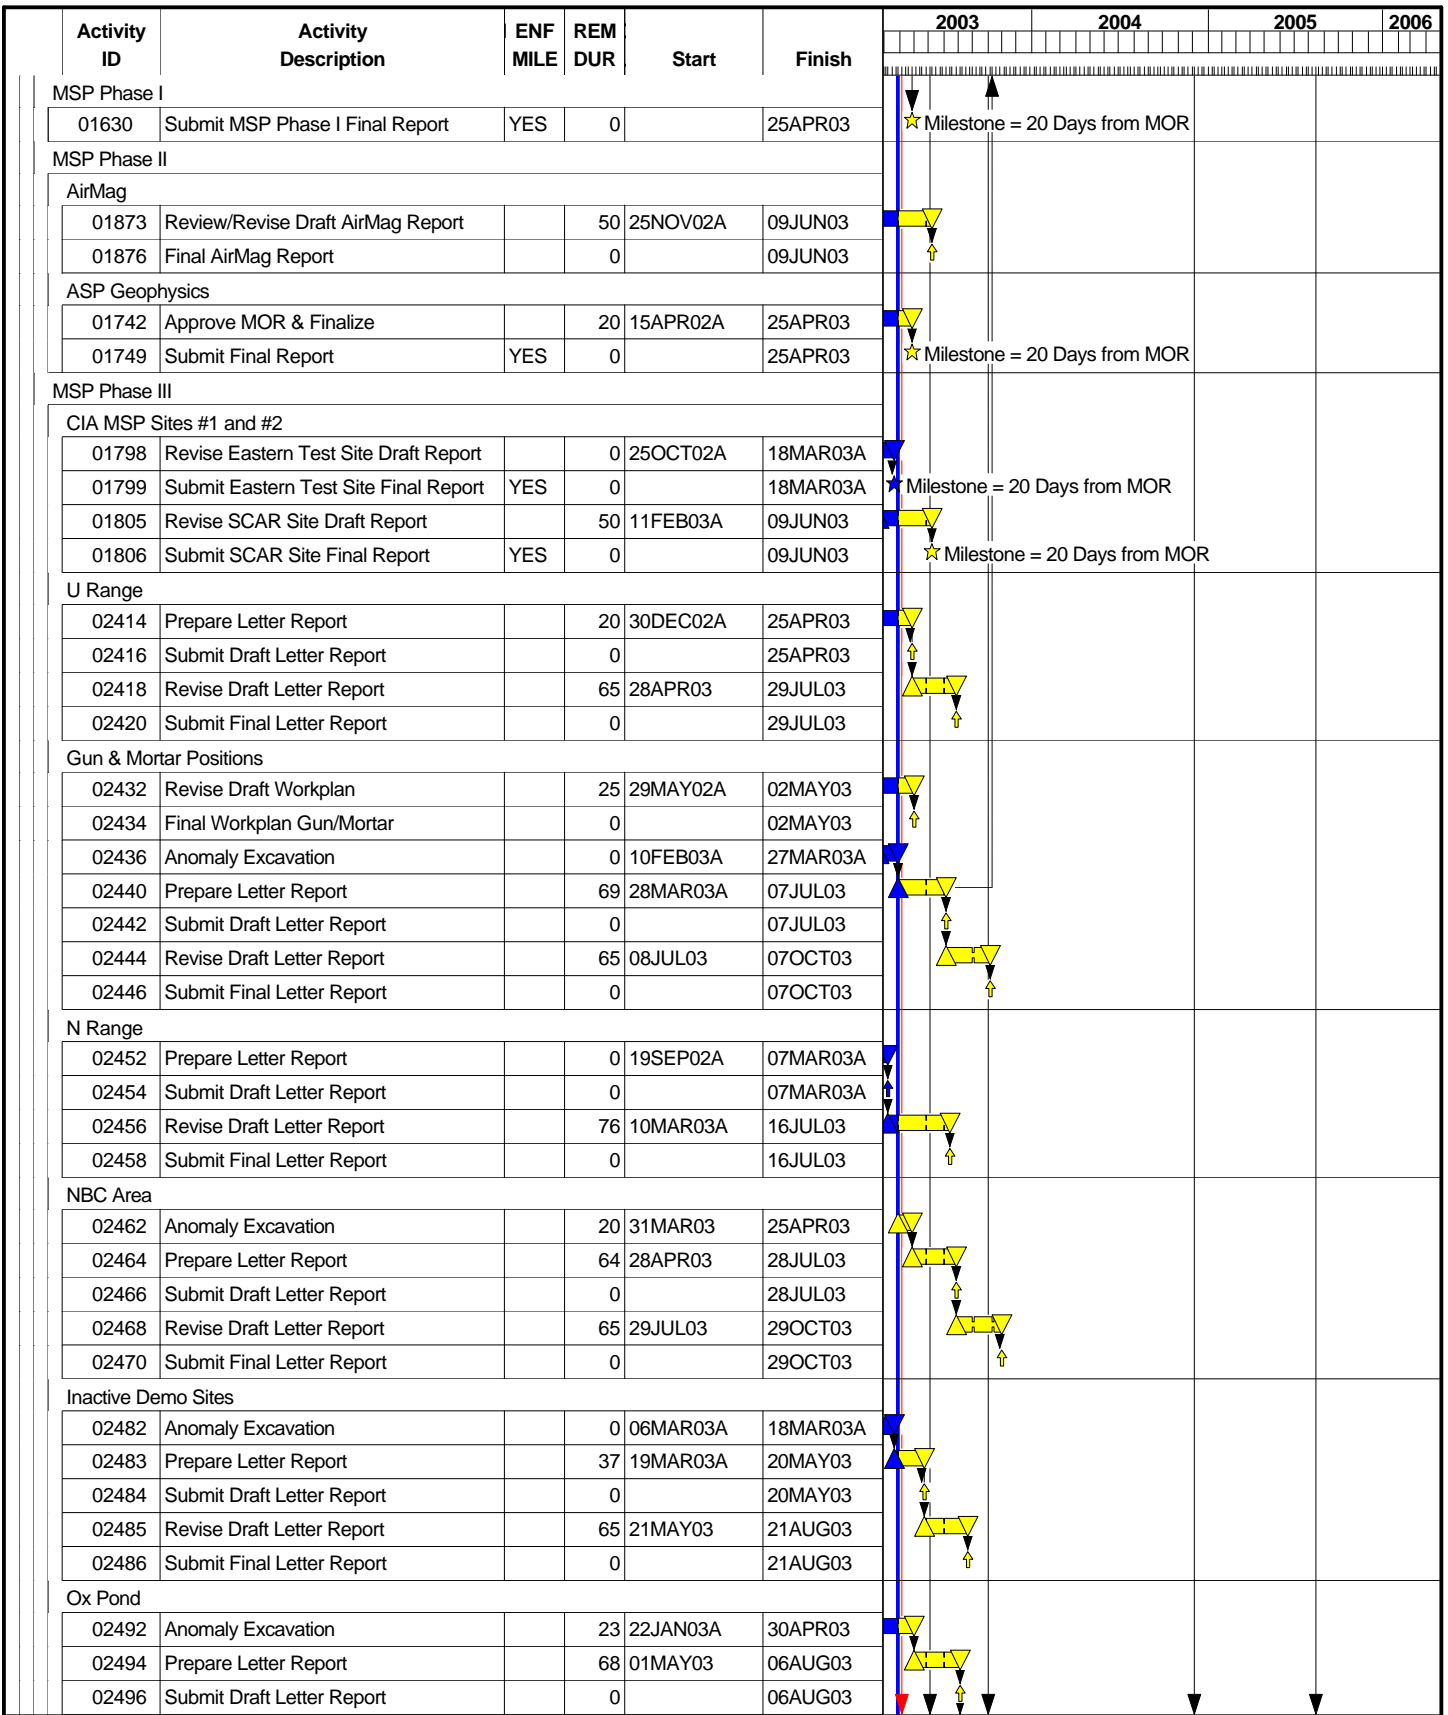 Activity ID Activity Description ENF MILE REM DUR Start Finish 2003 2004 2005 2006
MSP Phase I
01630 Submit MSP Phase I Final Report YES 0 25APR03 Milestone = 20 Days from MOR
MSP Phase II
AirMag
01873 Review/Revise Draft AirMag Report 50 25NOV02A 09JUN03
01876 Final AirMag Report 0 09JUN03
ASP Geophysics
01742 Approve MOR & Finalize 20 15APR02A 25APR03
01749 Submit Final Report YES 0 25APR03 Milestone = 20 Days from MOR
MSP Phase III
CIA MSP Sites #1 and #2
01798 Revise Eastern Test Site Draft Report 0 25OCT02A 18MAR03A
01799 Submit Eastern Test Site Final Report YES 0 18MAR03A Milestone = 20 Days from MOR
01805 Revise SCAR Site Draft Report 50 11FEB03A 09JUN03
01806 Submit SCAR Site Final Report YES 0 09JUN03 Milestone = 20 Days from MOR
U Range
02414 Prepare Letter Report 20 30DEC02A 25APR03
02416 Submit Draft Letter Report 0 25APR03
02418 Revise Draft Letter Report 65 28APR03 29JUL03
02420 Submit Final Letter Report 0 29JUL03
Gun & Mortar Positions
02432 Revise Draft Workplan 25 29MAY02A 02MAY03
02434 Final Workplan Gun/Mortar 0 02MAY03
02436 Anomaly Excavation 0 10FEB03A 27MAR03A
02440 Prepare Letter Report 69 28MAR03A 07JUL03
02442 Submit Draft Letter Report 0 07JUL03
02444 Revise Draft Letter Report 65 08JUL03 07OCT03
02446 Submit Final Letter Report 0 07OCT03
N Range
02452 Prepare Letter Report 0 19SEP02A 07MAR03A
02454 Submit Draft Letter Report 0 07MAR03A
02456 Revise Draft Letter Report 76 10MAR03A 16JUL03
02458 Submit Final Letter Report 0 16JUL03
NBC Area
02462 Anomaly Excavation 20 31MAR03 25APR03
02464 Prepare Letter Report 64 28APR03 28JUL03
02466 Submit Draft Letter Report 0 28JUL03
02468 Revise Draft Letter Report 65 29JUL03 29OCT03
02470 Submit Final Letter Report 0 29OCT03
Inactive Demo Sites
02482 Anomaly Excavation 0 06MAR03A 18MAR03A
02483 Prepare Letter Report 37 19MAR03A 20MAY03
02484 Submit Draft Letter Report 0 20MAY03
02485 Revise Draft Letter Report 65 21MAY03 21AUG03
02486 Submit Final Letter Report 0 21AUG03
Ox Pond
02492 Anomaly Excavation 23 22JAN03A 30APR03
02494 Prepare Letter Report 68 01MAY03 06AUG03
02496 Submit Draft Letter Report 0 06AUG03